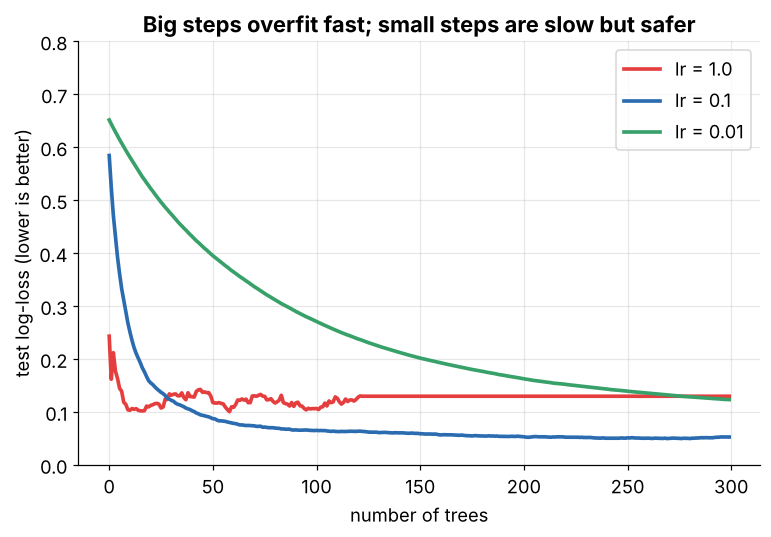 Big steps overfit fast; small steps are slow but safer
lr = 1.0
lr = 0.1
lr = 0.01
test log-loss (lower is better)
0.8
0.7
0.6
0.5
0.4
0.3
0.2
0.1
0.0
0 50 100 150 200 250 300
number of trees